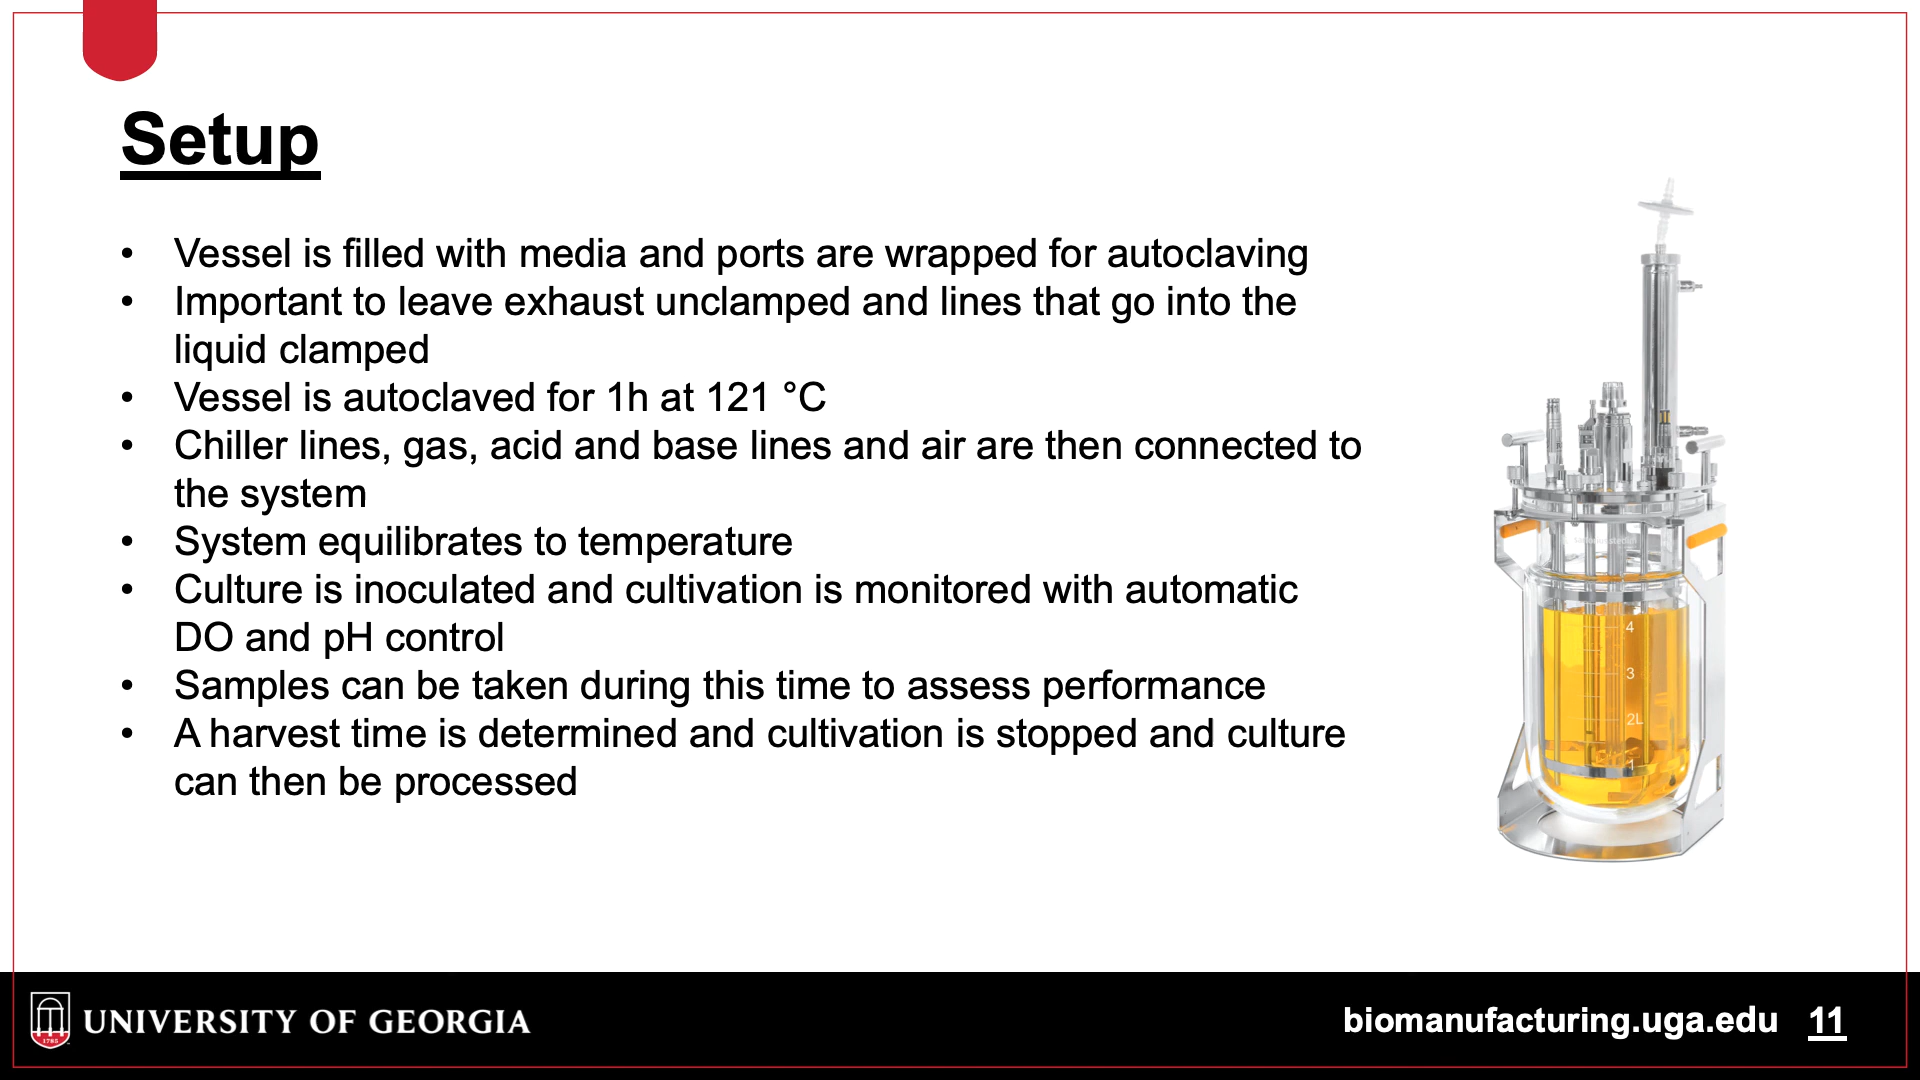 Setup
• Vessel is filled with media and ports are wrapped for autoclaving
• Important to leave exhaust unclamped and lines that go into the
liquid clamped
• Vessel is autoclaved for 1h at 121 °C
• Chiller lines, gas, acid and base lines and air are then connected to
the system
• System equilibrates to temperature
• Culture is inoculated and cultivation is monitored with automatic
DO and pH control
• Samples can be taken during this time to assess performance
• A harvest time is determined and cultivation is stopped and culture
can then be processed
4
3
2L
1
1785
UNIVERSITY OF GEORGIA
biomanufacturing.uga.edu 11